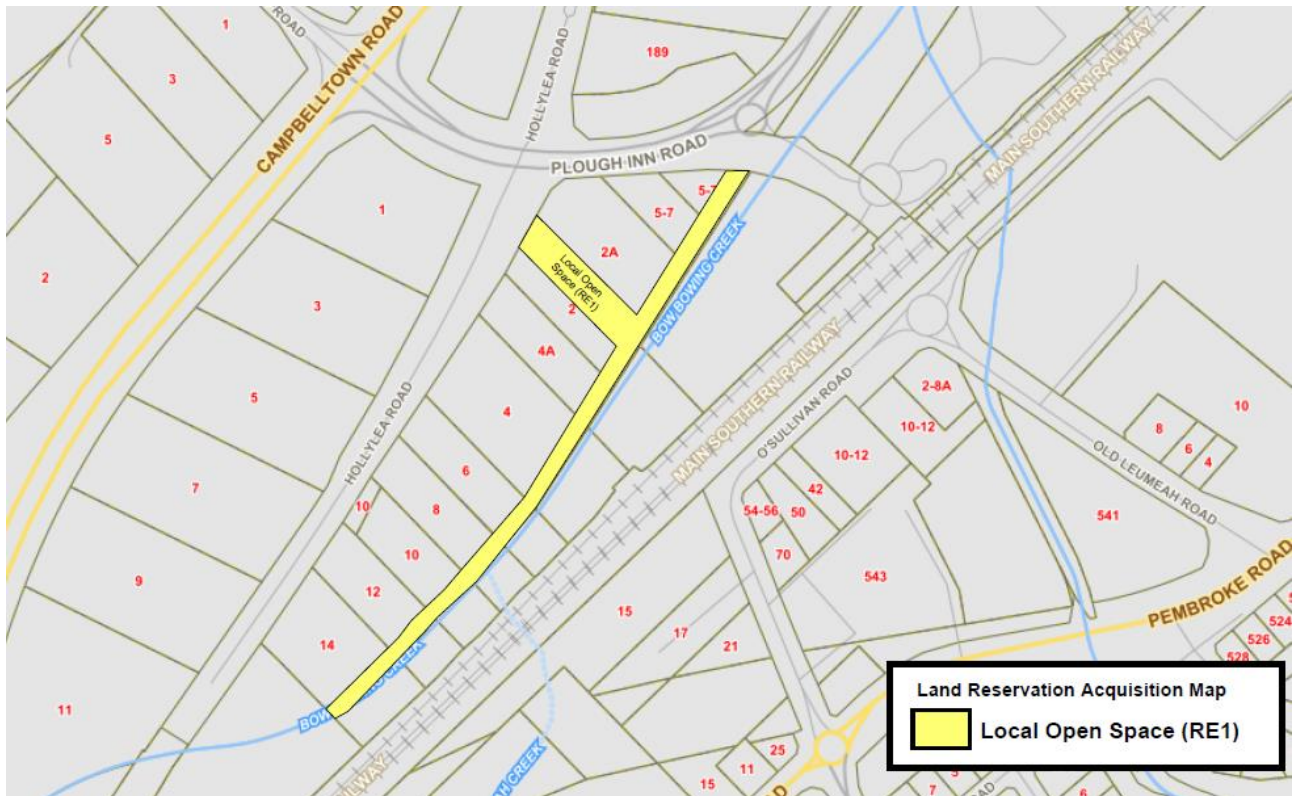 ROAD
1
3
5
2
CAMPBELLTOWN ROAD
HOLLYLEA ROAD
189
PLOUGH INN ROAD
MAIN SOUTHERN RAILWAY
1
3
5
7
9
11
HOLLYLEA ROAD
5-7
5-7
2A
Local Open
Space (RE1)
2
4A
4
6
8
10
10
12
14
BOW BOWING CREEK
MAIN SOUTHERN RAILWAY
O'SULLIVAN ROAD
2-8A
10-12
10-12
42
50
54-56
70
8
6
4
10
OLD LEUMEAH ROAD
541
543
PEMBROKE ROAD
524
526
528
15
17
21
25
11
15
7
5
6
Land Reservation Acquisition Map
Local Open Space (RE1)